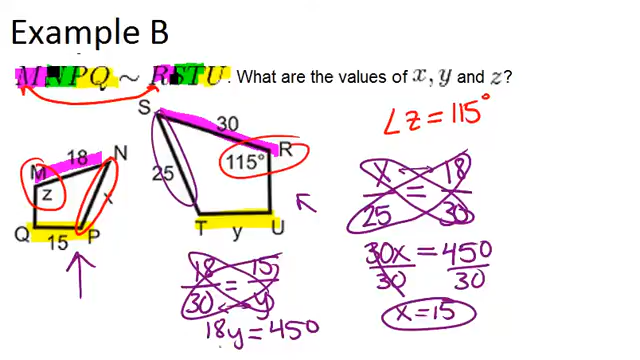 Example B
MNPQ ~ RSTU. What are the values of x, y and z?
∠z = 115°
S
30
R
115°
25
T
y
U
M
18
N
z
x
Q
15
P
x/25 = 18/30
30x/30 = 450/30
x = 15
18/30 = 15/y
18y = 450